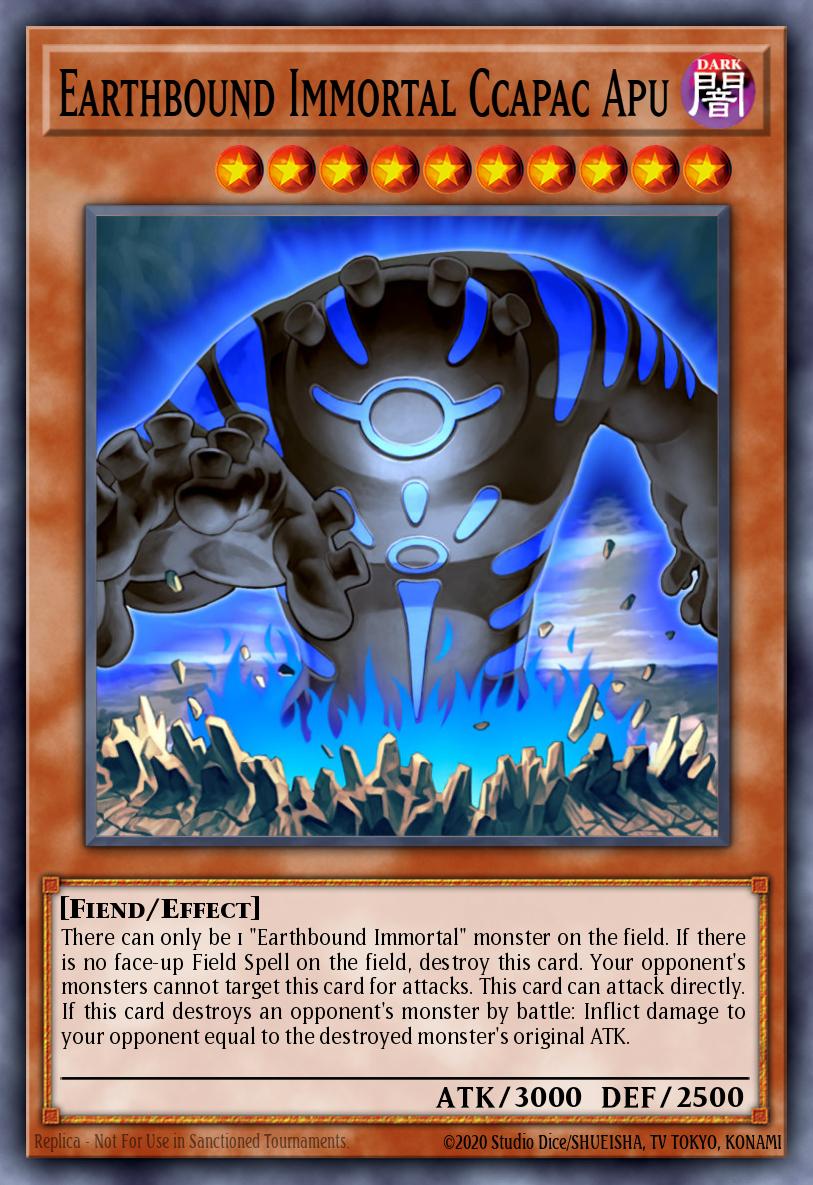 Earthbound Immortal Ccapac Apu
DARK
闇
[Fiend/Effect]
There can only be 1 "Earthbound Immortal" monster on the field. If there
is no face-up Field Spell on the field, destroy this card. Your opponent's
monsters cannot target this card for attacks. This card can attack directly.
If this card destroys an opponent's monster by battle: Inflict damage to
your opponent equal to the destroyed monster's original ATK.
ATK/3000 DEF/2500
Replica - Not For Use in Sanctioned Tournaments.
©2020 Studio Dice/SHUEISHA, TV TOKYO, KONAMI